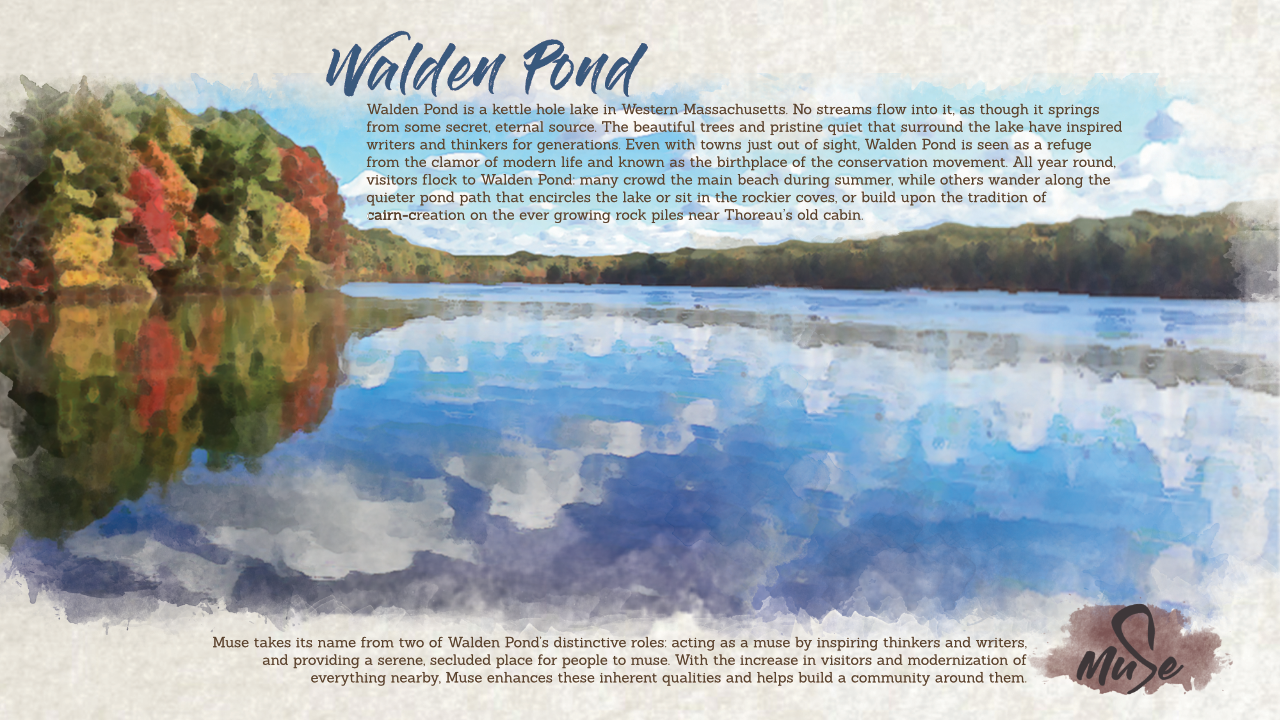 Walden Pond
Walden Pond is a kettle hole lake in Western Massachusetts. No streams flow into it, as though it springs
from some secret, eternal source. The beautiful trees and pristine quiet that surround the lake have inspired
writers and thinkers for generations. Even with towns just out of sight, Walden Pond is seen as a refuge
from the clamor of modern life and known as the birthplace of the conservation movement. All year round,
visitors flock to Walden Pond: many crowd the main beach during summer, while others wander along the
quieter pond path that encircles the lake or sit in the rockier coves, or build upon the tradition of
cairn-creation on the ever growing rock piles near Thoreau's old cabin.
Muse takes its name from two of Walden Pond's distinctive roles: acting as a muse by inspiring thinkers and writers,
and providing a serene, secluded place for people to muse. With the increase in visitors and modernization of
everything nearby, Muse enhances these inherent qualities and helps build a community around them.
Muse